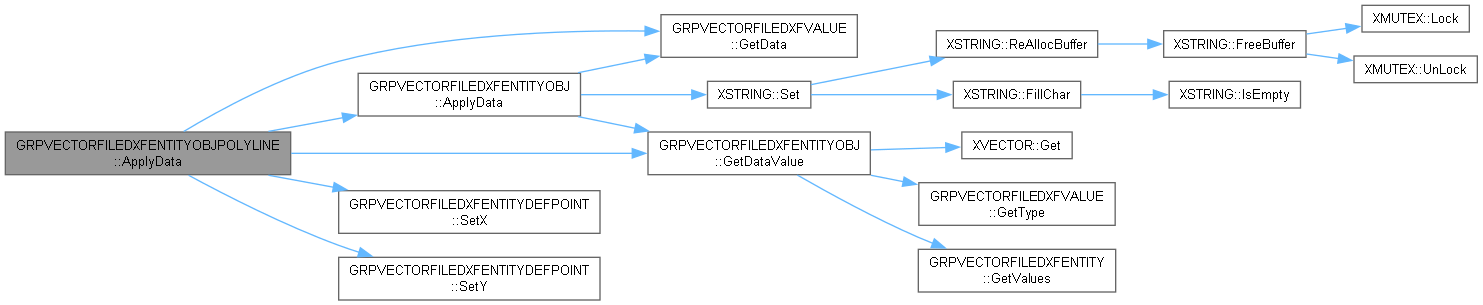 GRPVECTORFILEDXFENTITYOBJPOLYLINE
::ApplyData
GRPVECTORFILEDXFVALUE
::GetData
GRPVECTORFILEDXFENTITYOBJ
::ApplyData
XSTRING::Set
XSTRING::ReAllocBuffer
XSTRING::FreeBuffer
XMUTEX::Lock
XMUTEX::UnLock
XSTRING::FillChar
XSTRING::IsEmpty
GRPVECTORFILEDXFENTITYOBJ
::GetDataValue
XVECTOR::Get
GRPVECTORFILEDXFVALUE
::GetType
GRPVECTORFILEDXFENTITY
::GetValues
GRPVECTORFILEDXFENTITYDEFPOINT
::SetX
GRPVECTORFILEDXFENTITYDEFPOINT
::SetY